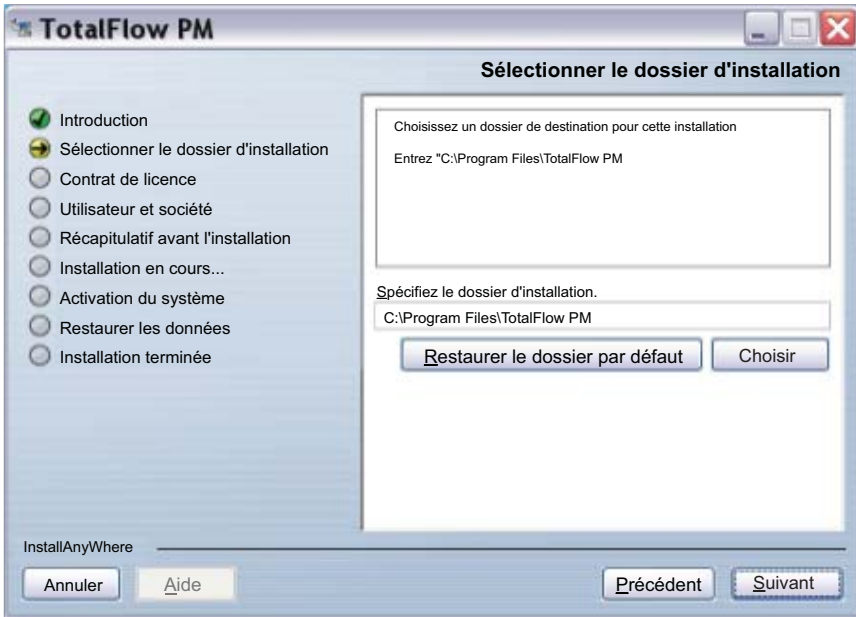 TotalFlow PM
Sélectionner le dossier d'installation
Introduction
Sélectionner le dossier d'installation
Contrat de licence
Utilisateur et société
Récapitulatif avant l'installation
Installation en cours...
Activation du système
Restaurer les données
Installation terminée
Choisissez un dossier de destination pour cette installation
Entrez "C:\Program Files\TotalFlow PM
Spécifiez le dossier d'installation.
C:\Program Files\TotalFlow PM
Restaurer le dossier par défaut
Choisir
InstallAnyWhere
Annuler
Aide
Précédent
Suivant